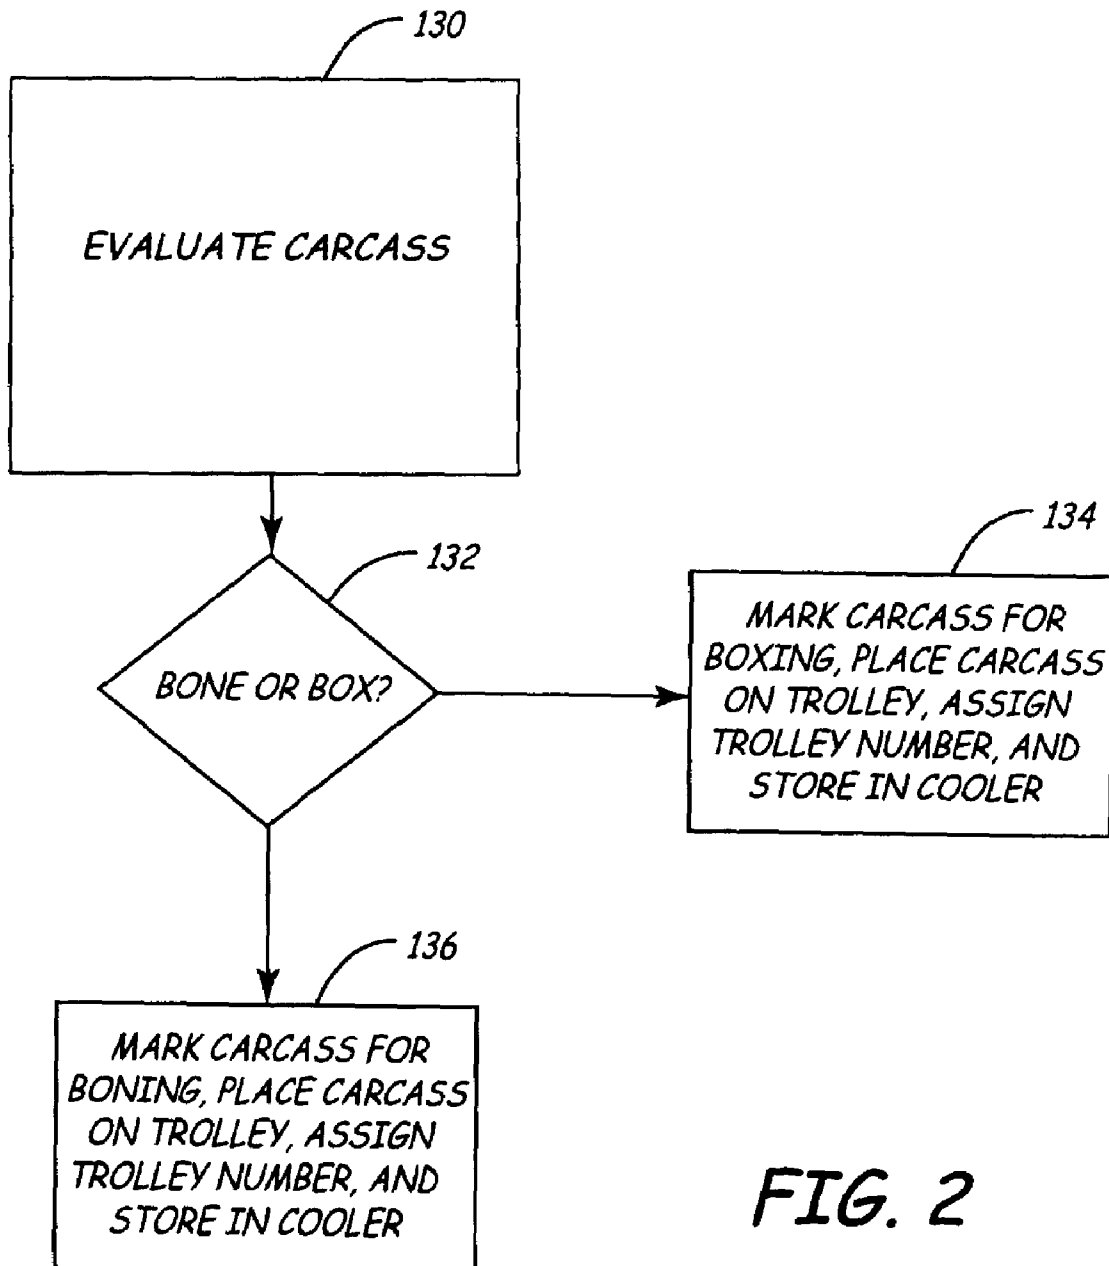 130
EVALUATE CARCASS
132
BONE OR BOX?
134
MARK CARCASS FOR
BOXING, PLACE CARCASS
ON TROLLEY, ASSIGN
TROLLEY NUMBER, AND
STORE IN COOLER
136
MARK CARCASS FOR
BONING, PLACE CARCASS
ON TROLLEY, ASSIGN
TROLLEY NUMBER, AND
STORE IN COOLER
FIG. 2